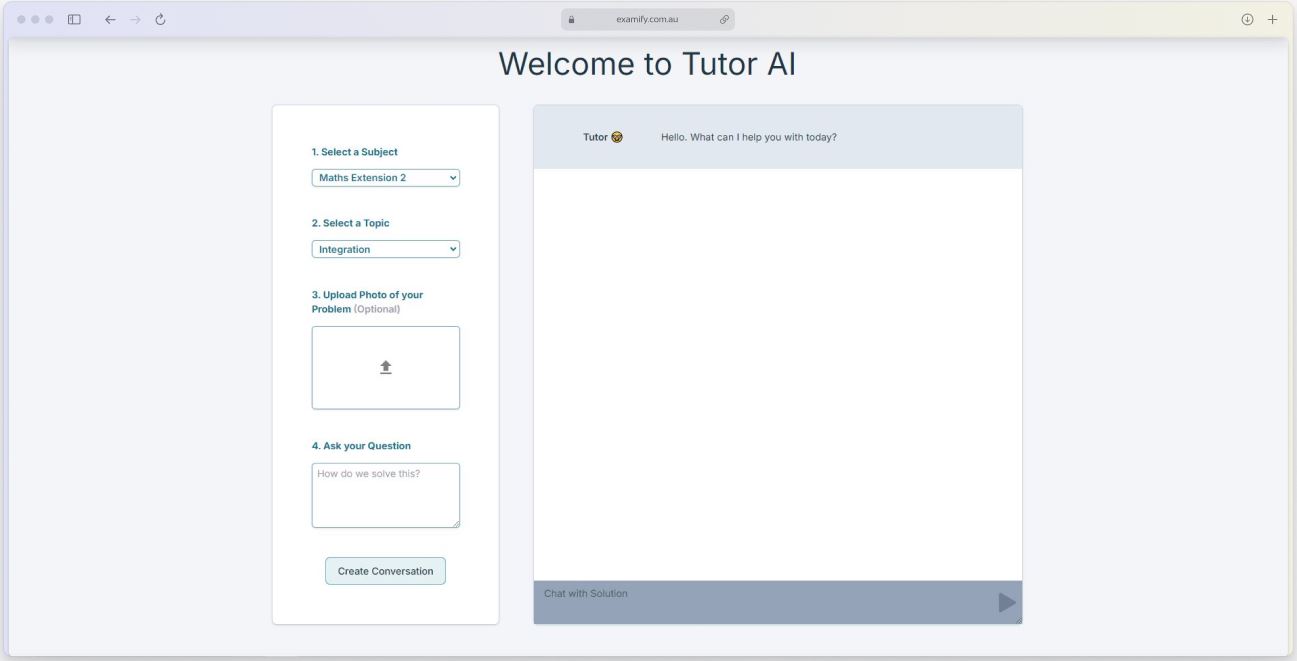 examify.com.au
Welcome to Tutor AI
1. Select a Subject
Maths Extension 2
2. Select a Topic
Integration
3. Upload Photo of your
Problem (Optional)
4. Ask your Question
How do we solve this?
Create Conversation
Tutor 🤓 Hello. What can I help you with today?
Chat with Solution